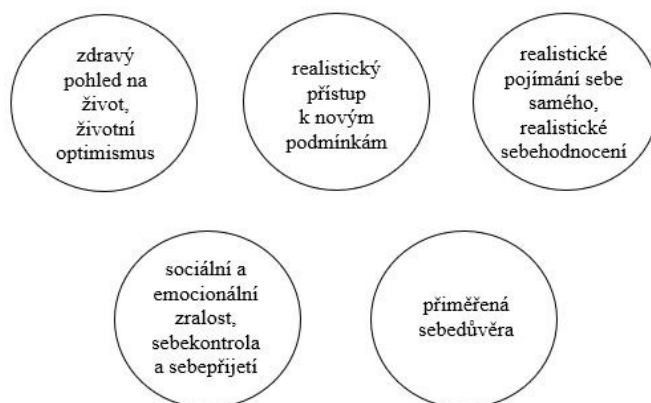 zdravý
pohled na
život,
životní
optimismus
realistický
přístup
k novým
podmínkám
realistické
pojímání sebe
samého,
realistické
sebehodnocení
sociální a
emocionální
zralost,
sebekontrola
a sebepřijetí
přiměřená
sebedůvěra